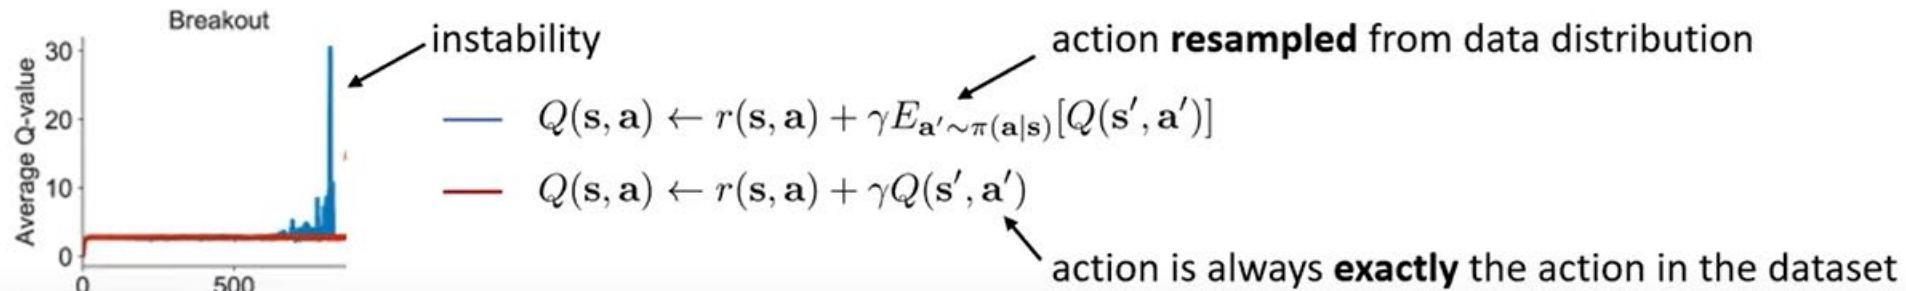 Breakout
Average Q-value
30
20
10
0
0
500
instability
action resampled from data distribution
Q(s, a) ← r(s, a) + γE_{a′∼π(a|s)}[Q(s′, a′)]
Q(s, a) ← r(s, a) + γQ(s′, a′)
action is always exactly the action in the dataset